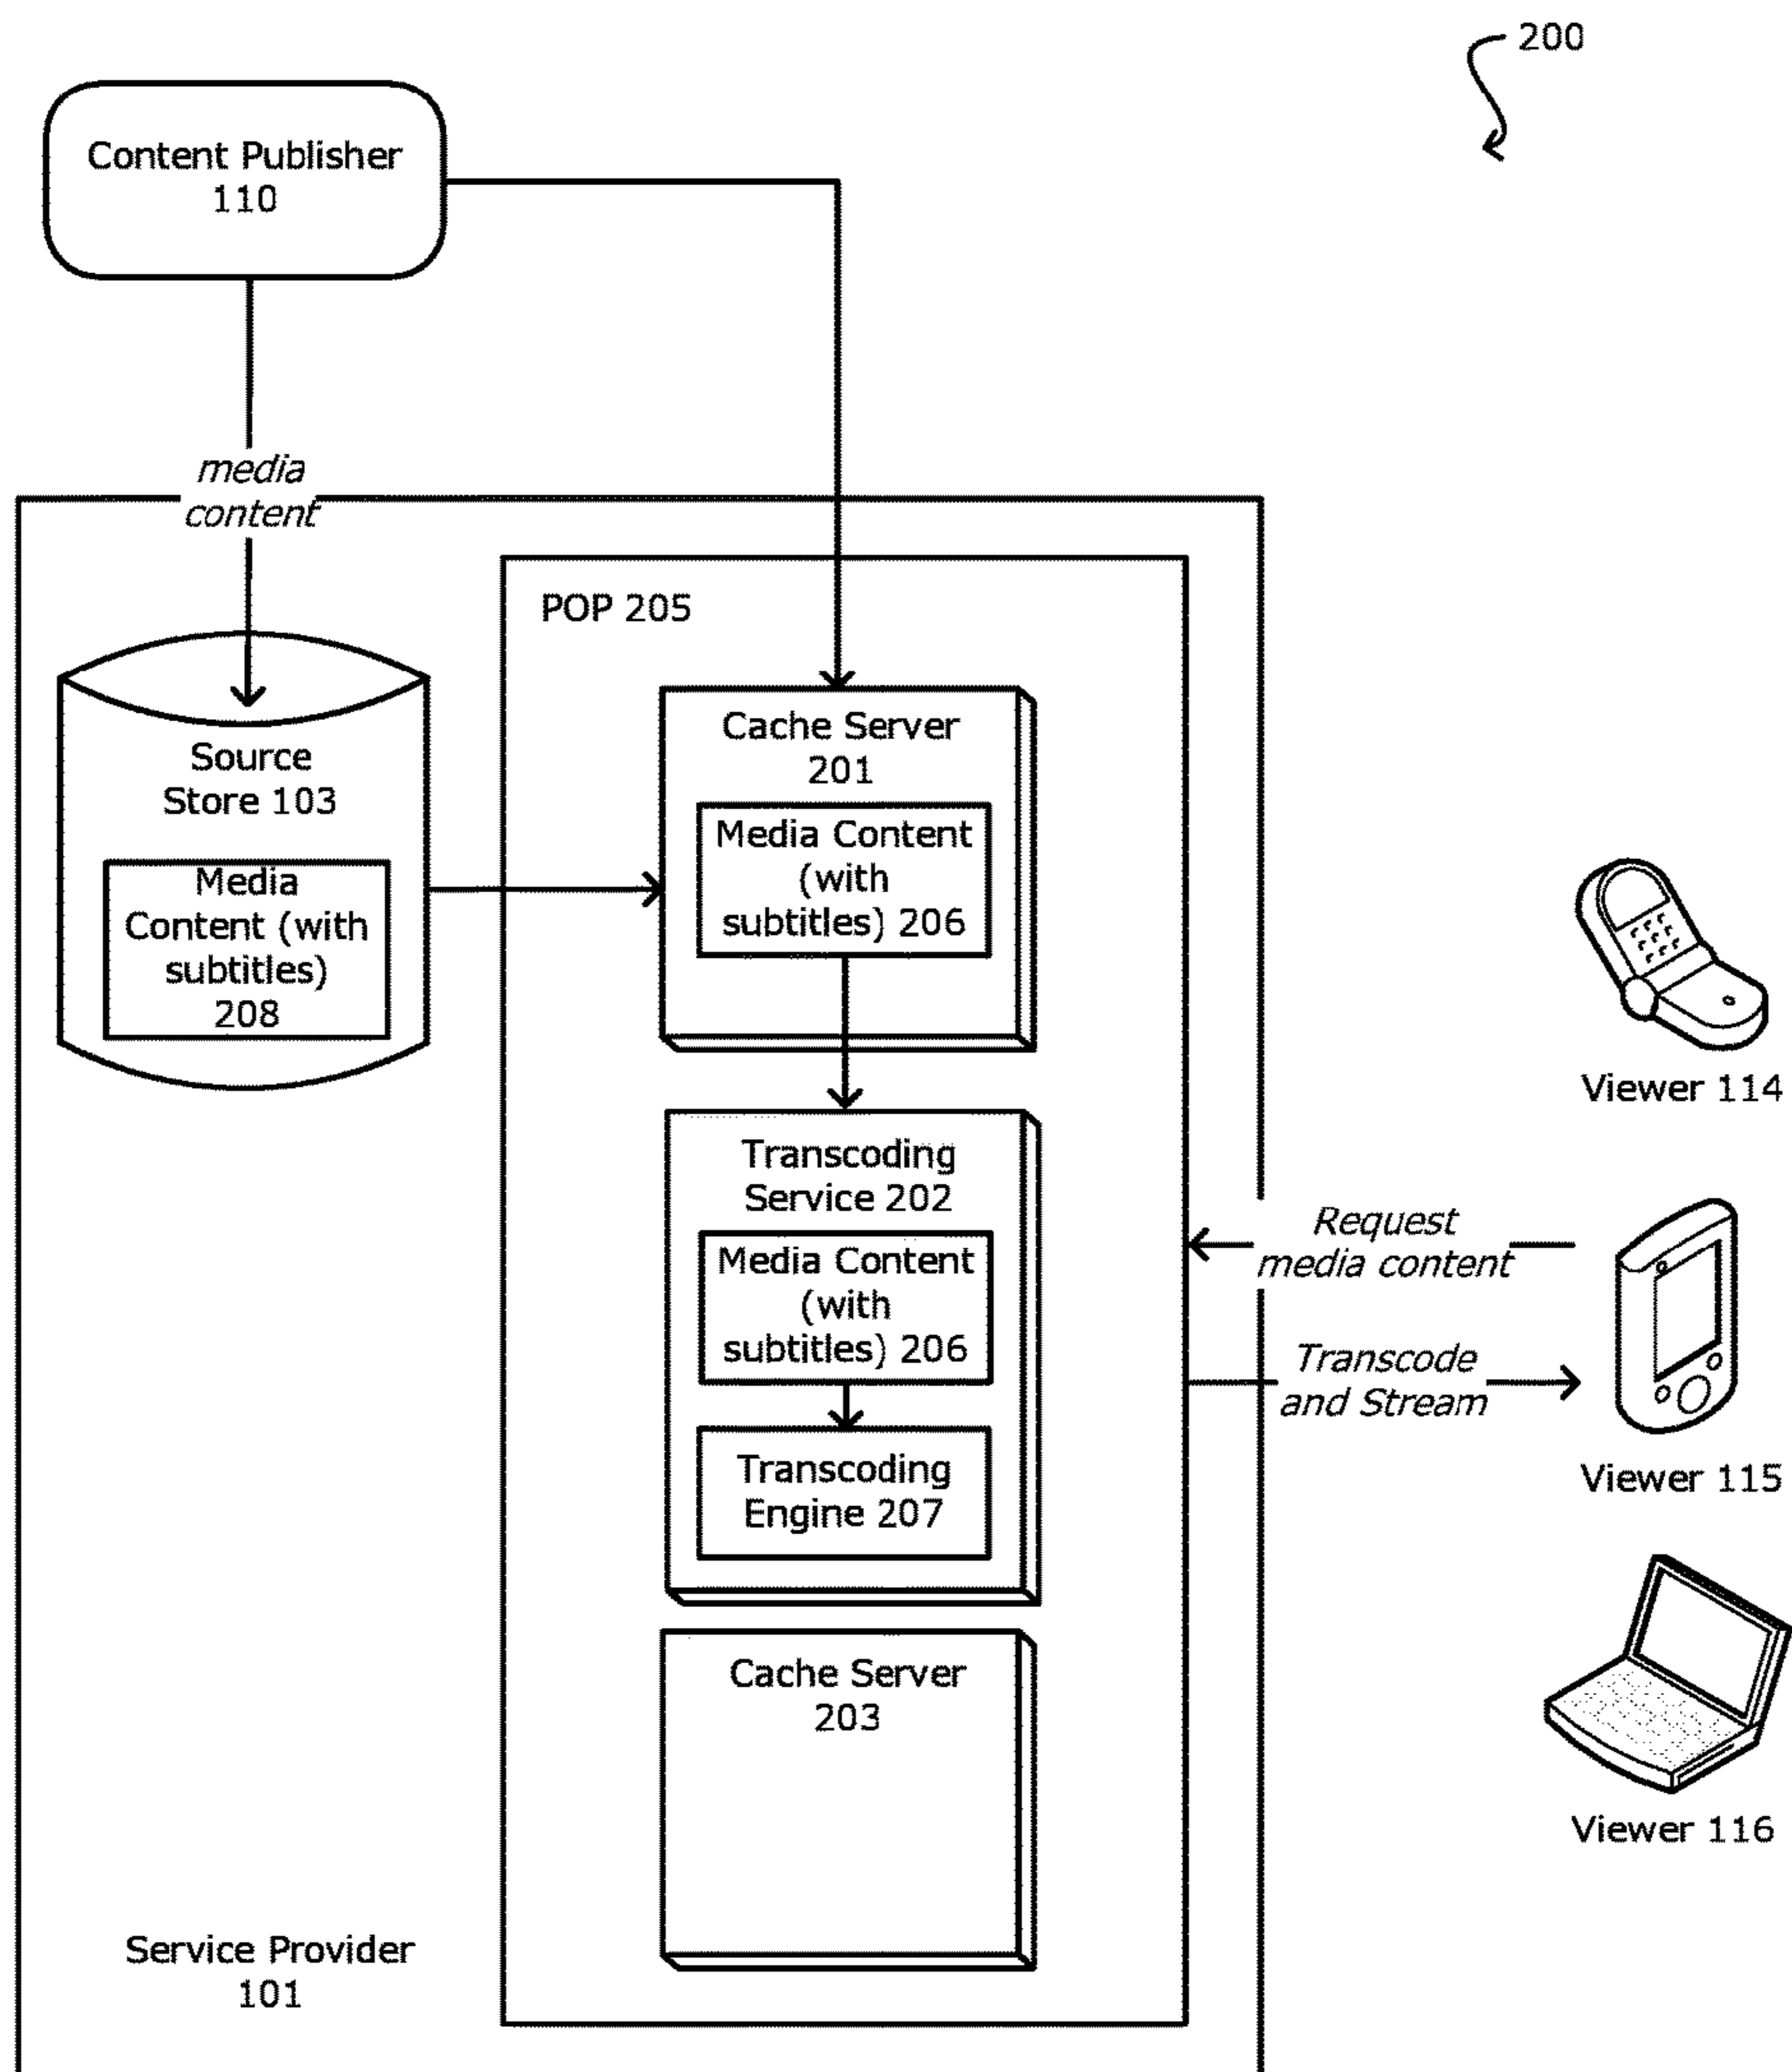 200
Content Publisher
110
media
content
POP 205
Source
Store 103
Media
Content (with
subtitles)
208
Cache Server
201
Media Content
(with
subtitles) 206
Transcoding
Service 202
Media Content
(with
subtitles) 206
Transcoding
Engine 207
Cache Server
203
Service Provider
101
Viewer 114
Request
media content
Transcode
and Stream
Viewer 115
Viewer 116